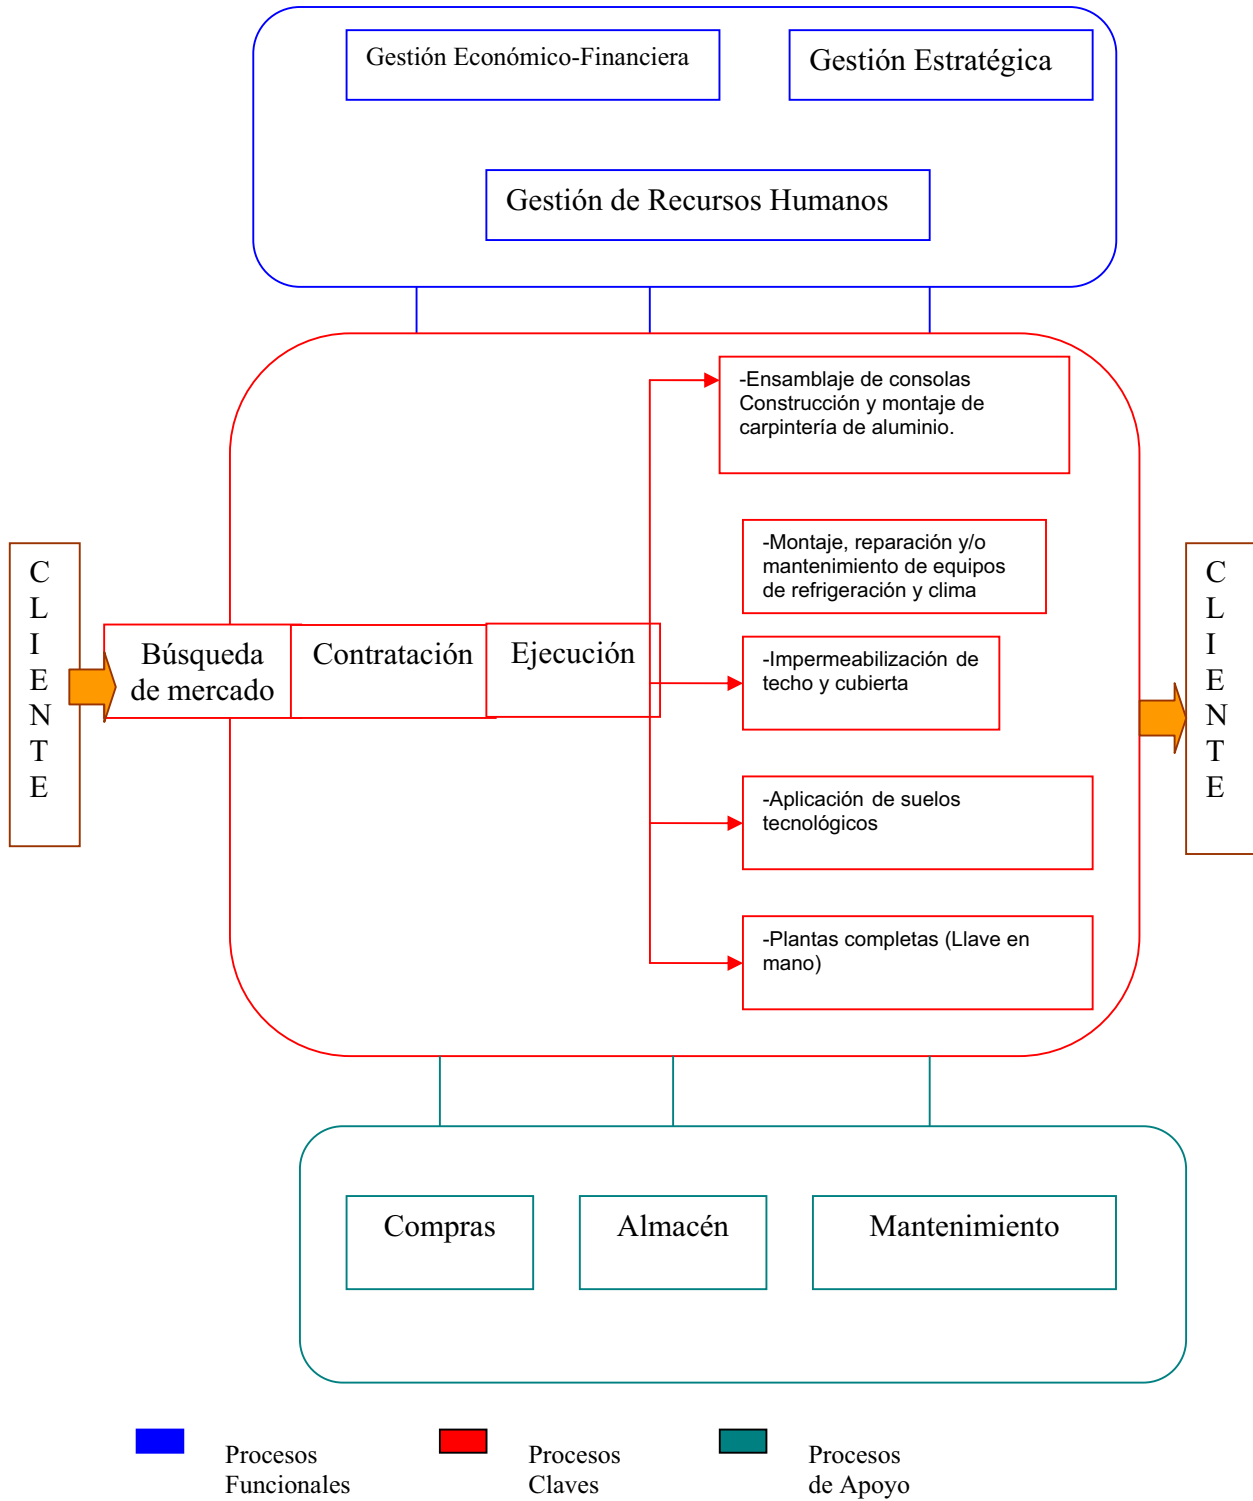 Gestión Económico-Financiera
Gestión Estratégica
Gestión de Recursos Humanos
-Ensamblaje de consolas
Construcción y montaje de
carpintería de aluminio.
-Montaje, reparación y/o
mantenimiento de equipos
de refrigeración y clima
C
L
I
E
N
T
E
Búsqueda
de mercado
Contratación
Ejecución
-Impermeabilización de
techo y cubierta
-Aplicación de suelos
tecnológicos
-Plantas completas (Llave en
mano)
C
L
I
E
N
T
E
Compras
Almacén
Mantenimiento
Procesos
Funcionales
Procesos
Claves
Procesos
de Apoyo